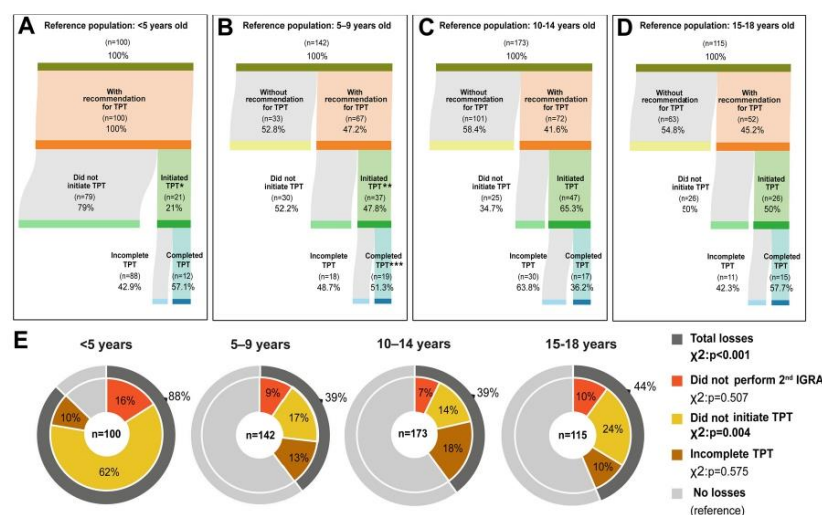 A Reference population: <5 years old
(n=100)
100%
With
recommendation
for TPT
(n=100)
100%
Did not
initiate TPT
(n=79)
79%
Initiated
TPT*
(n=21)
21%
Incomplete
TPT
(n=88)
42.9%
Completed
TPT
(n=12)
57.1%
B Reference population: 5–9 years old
(n=142)
100%
Without
recommendation
for TPT
(n=33)
52.8%
With
recommendation
for TPT
(n=67)
47.2%
Did not
initiate TPT
(n=30)
52.2%
Initiated
TPT**
(n=37)
47.8%
Incomplete
TPT
(n=18)
48.7%
Completed
TPT***
(n=19)
51.3%
C Reference population: 10-14 years old
(n=173)
100%
Without
recommendation
for TPT
(n=101)
58.4%
With
recommendation
for TPT
(n=72)
41.6%
Did not
initiate TPT
(n=25)
34.7%
Initiated
TPT
(n=47)
65.3%
Incomplete
TPT
(n=30)
63.8%
Completed
TPT
(n=17)
36.2%
D Reference population: 15-18 years old
(n=115)
100%
Without
recommendation
for TPT
(n=63)
54.8%
With
recommendation
for TPT
(n=52)
45.2%
Did not
initiate TPT
(n=26)
50%
Initiated
TPT
(n=26)
50%
Incomplete
TPT
(n=11)
42.3%
Completed
TPT
(n=15)
57.7%
E
<5 years
16%
10%
62%
88%
n=100
5–9 years
9%
17%
13%
39%
n=142
10–14 years
7%
14%
18%
39%
n=173
15-18 years
10%
24%
10%
44%
n=115
Total losses
χ2:p<0.001
Did not perform 2nd IGRA
χ2:p=0.507
Did not initiate TPT
χ2:p=0.004
Incomplete TPT
χ2:p=0.575
No losses
(reference)